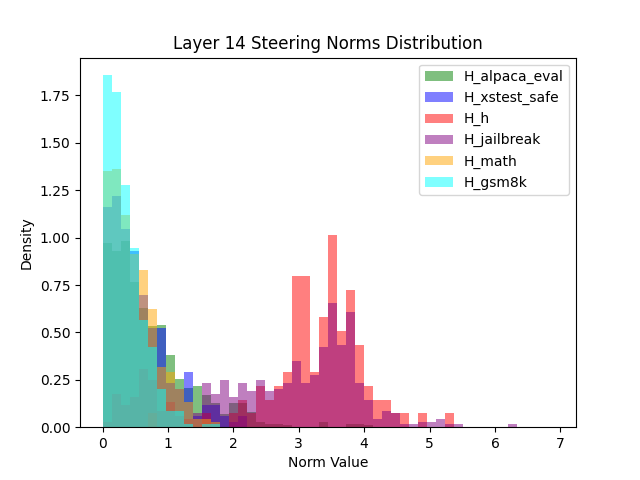 Layer 14 Steering Norms Distribution
H_alpaca_eval
H_xstest_safe
H_h
H_jailbreak
H_math
H_gsm8k
Density
1.75
1.50
1.25
1.00
0.75
0.50
0.25
0.00
0 1 2 3 4 5 6 7
Norm Value